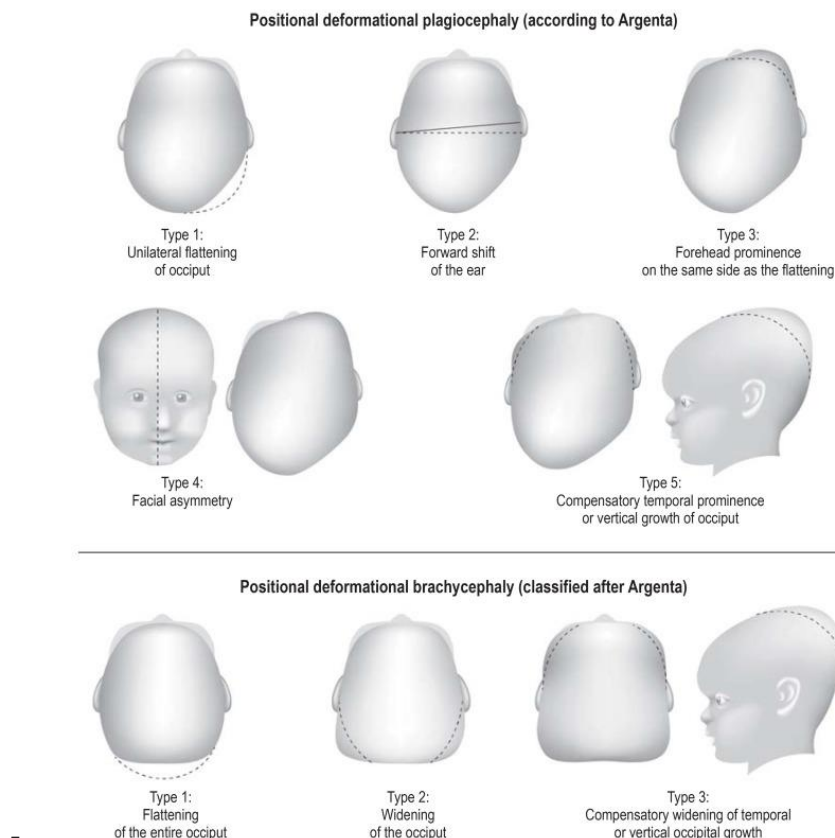 Positional deformational plagiocephaly (according to Argenta)
Type 1:
Unilateral flattening
of occiput
Type 2:
Forward shift
of the ear
Type 3:
Forehead prominence
on the same side as the flattening
Type 4:
Facial asymmetry
Type 5:
Compensatory temporal prominence
or vertical growth of occiput
Positional deformational brachycephaly (classified after Argenta)
Type 1:
Flattening
of the entire occiput
Type 2:
Widening
of the occiput
Type 3:
Compensatory widening of temporal
or vertical occipital growth